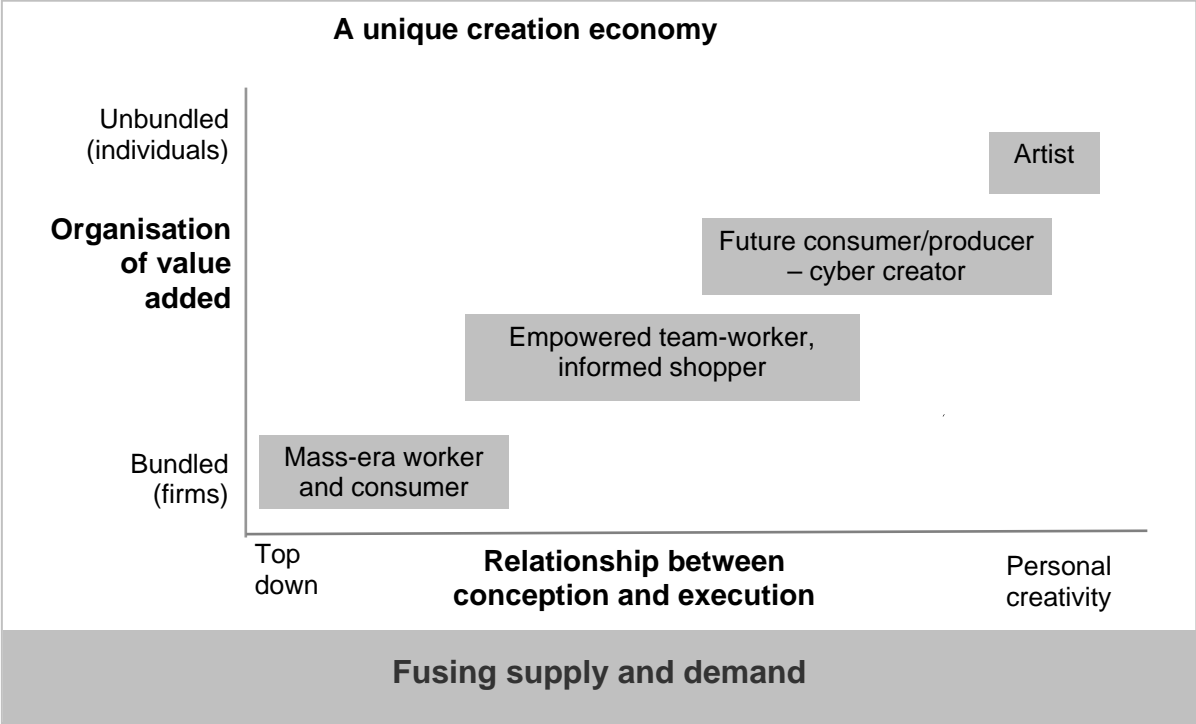 A unique creation economy
Unbundled
(individuals)
Artist
Organisation
of value
added
Future consumer/producer
– cyber creator
Empowered team-worker,
informed shopper
Bundled
(firms)
Mass-era worker
and consumer
Top
down
Relationship between
conception and execution
Personal
creativity
Fusing supply and demand